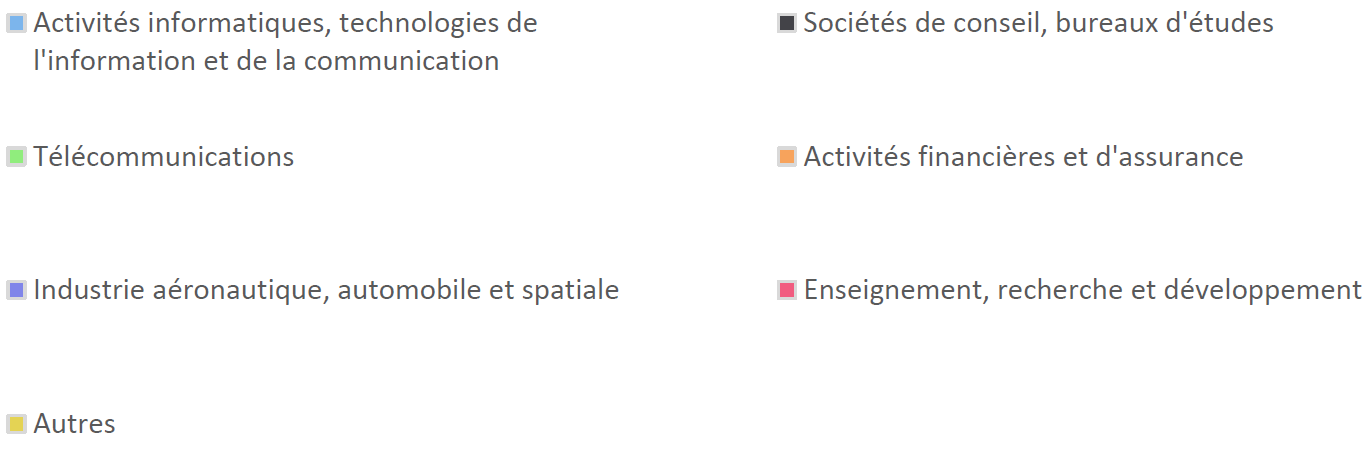 Activités informatiques, technologies de
l'information et de la communication
Sociétés de conseil, bureaux d'études
Télécommunications
Activités financières et d'assurance
Industrie aéronautique, automobile et spatiale
Enseignement, recherche et développement
Autres